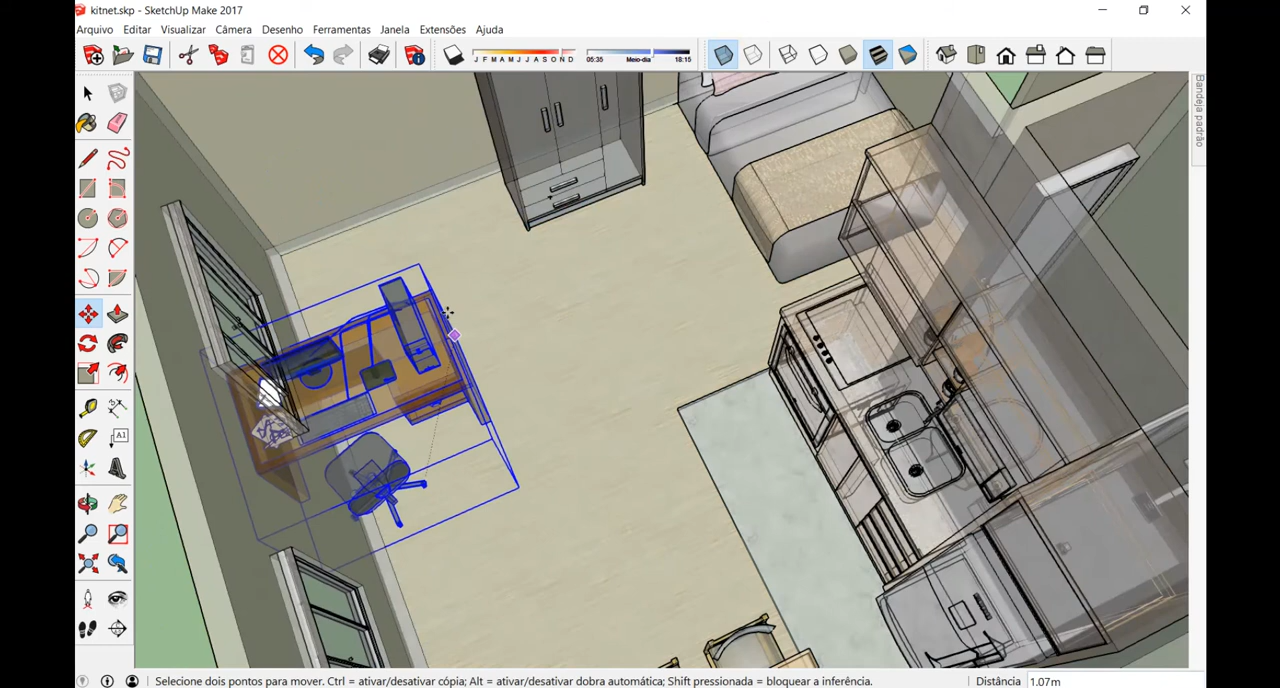 kitnet.skp - SketchUp Make 2017
Arquivo Editar Visualizar Câmera Desenho Ferramentas Janela Extensões Ajuda
J F M A M J J A S O N D 05:35 Meio-dia 18:15
Bandeja padrão
A1
Selecione dois pontos para mover. Ctrl = ativar/desativar cópia; Alt = ativar/desativar dobra automática; Shift pressionada = bloquear a inferência. Distância 1.07m